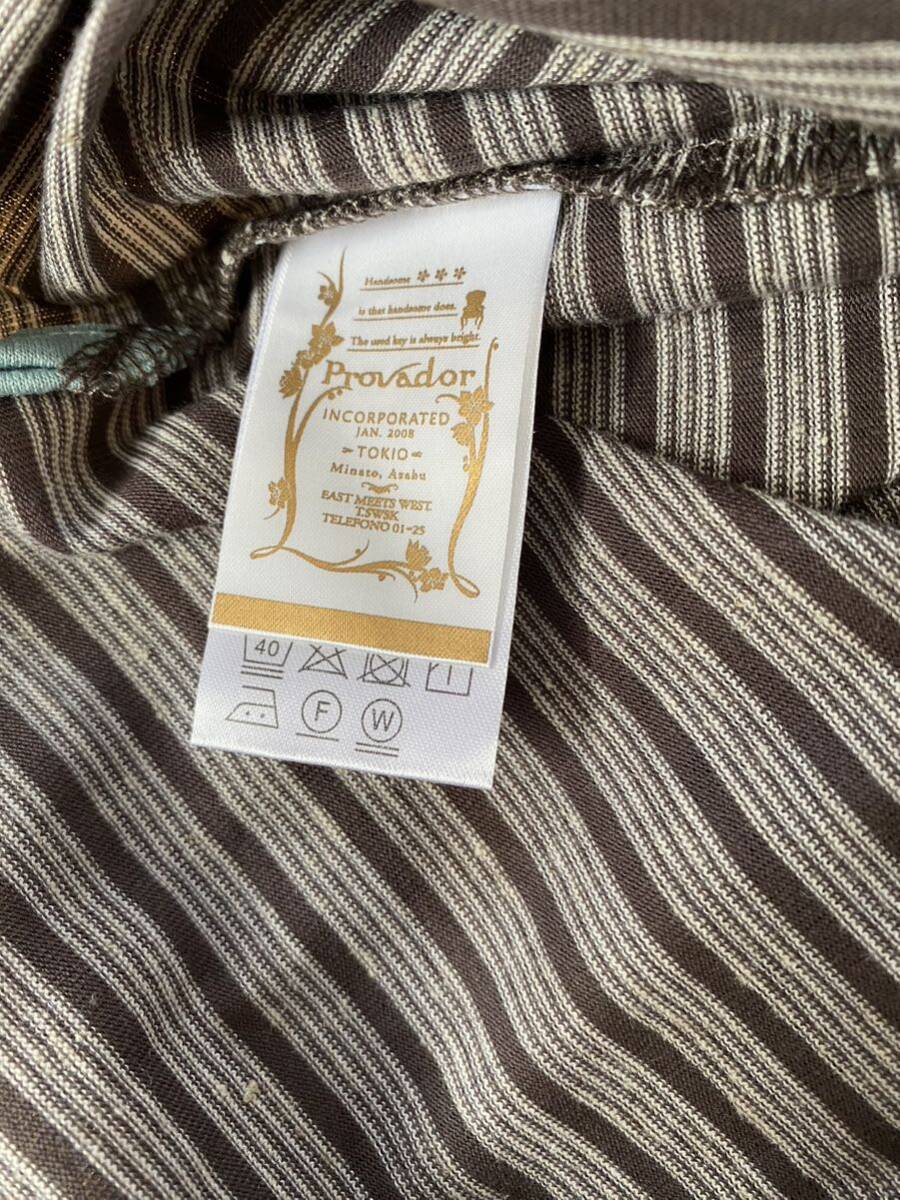 Handsome
is that handsome does.
The used key is always bright.
Provador
INCORPORATED
JAN. 2008
TOKIO
Minato, Azabu
EAST MEETS WEST.
T.SWSK
TELEFONO 01-25
40
F
W